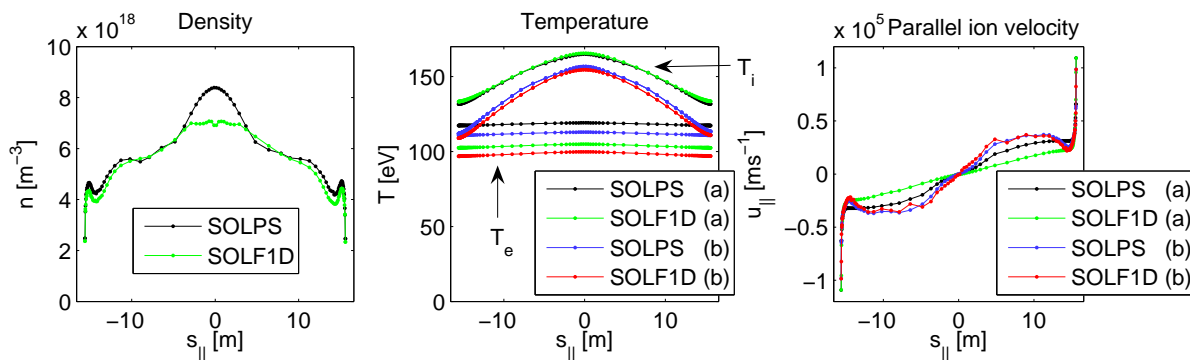 Density
x 10^18
10
8
6
4
2
0
n [m^-3]
−10 0 10
s_|| [m]
SOLPS
SOLF1D
Temperature
150
100
50
0
T [eV]
−10 0 10
s_|| [m]
T_i
T_e
SOLPS (a)
SOLF1D (a)
SOLPS (b)
SOLF1D (b)
x 10^5 Parallel ion velocity
1
0.5
0
−0.5
−1
u_|| [ms^-1]
−10 0 10
s_|| [m]
SOLPS (a)
SOLF1D (a)
SOLPS (b)
SOLF1D (b)